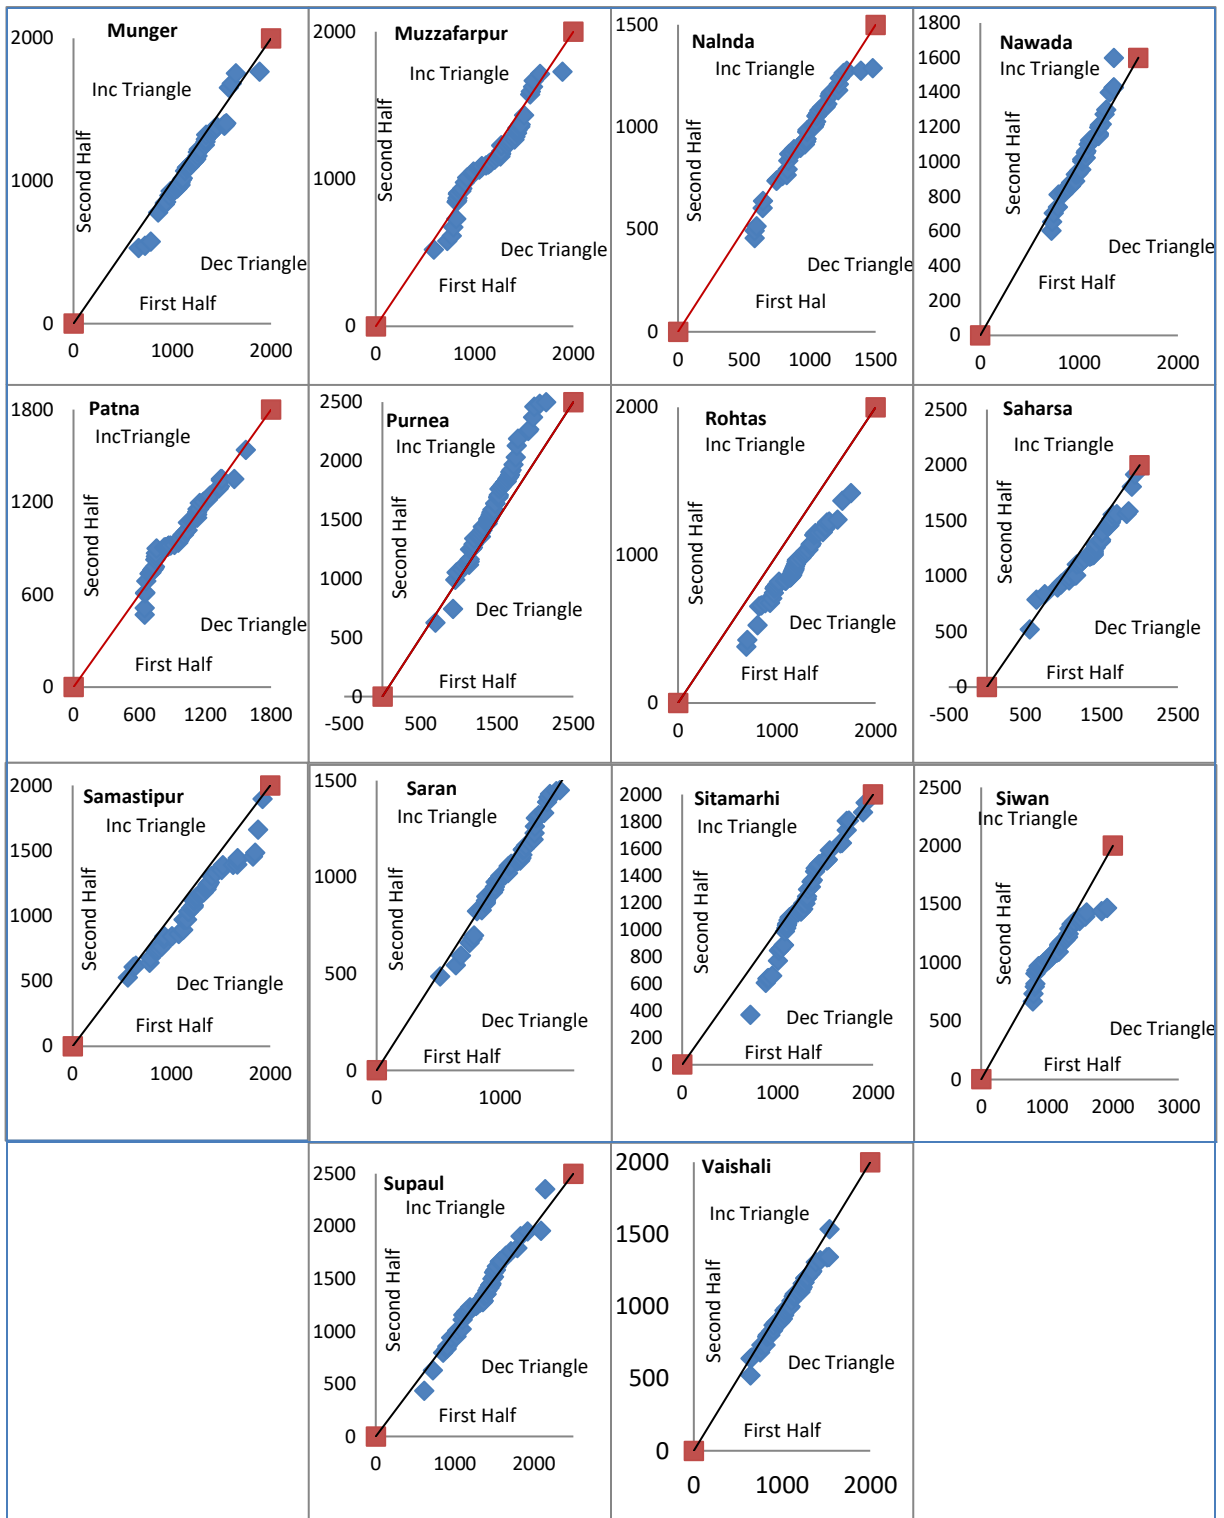 Munger
2000
1000
0
0 1000 2000
Second Half
Inc Triangle
Dec Triangle
First Half
Muzzafarpur
2000
1000
0
0 1000 2000
Second Half
Inc Triangle
Dec Triangle
First Half
Nalnda
1500
1000
500
0
0 500 1000 1500
Second Half
Inc Triangle
Dec Triangle
First Hal
Nawada
1800
1600
1400
1200
1000
800
600
400
200
0
0 1000 2000
Second Half
Inc Triangle
Dec Triangle
First Half
Patna
1800
1200
600
0
0 600 1200 1800
Second Half
IncTriangle
Dec Triangle
First Half
Purnea
2500
2000
1500
1000
500
0
-500 500 1500 2500
Second Half
Inc Triangle
Dec Triangle
First Half
Rohtas
2000
1000
0
0 1000 2000
Second Half
Inc Triangle
Dec Triangle
First Half
Saharsa
2500
2000
1500
1000
500
0
-500 500 1500 2500
Second Half
Inc Triangle
Dec Triangle
First Half
Samastipur
2000
1500
1000
500
0
0 1000 2000
Second Half
Inc Triangle
Dec Triangle
First Half
Saran
1500
1000
500
0
0 1000
Second Half
Inc Triangle
Dec Triangle
First Half
Sitamarhi
2000
1800
1600
1400
1200
1000
800
600
400
200
0
0 1000 2000
Second Half
Inc Triangle
Dec Triangle
First Half
Siwan
2500
2000
1500
1000
500
0
0 1000 2000 3000
Second Half
Inc Triangle
Dec Triangle
First Half
Supaul
2500
2000
1500
1000
500
0
0 1000 2000
Second Half
Inc Triangle
Dec Triangle
First Half
Vaishali
2000
1500
1000
500
0
0 1000 2000
Second Half
Inc Triangle
Dec Triangle
First Half